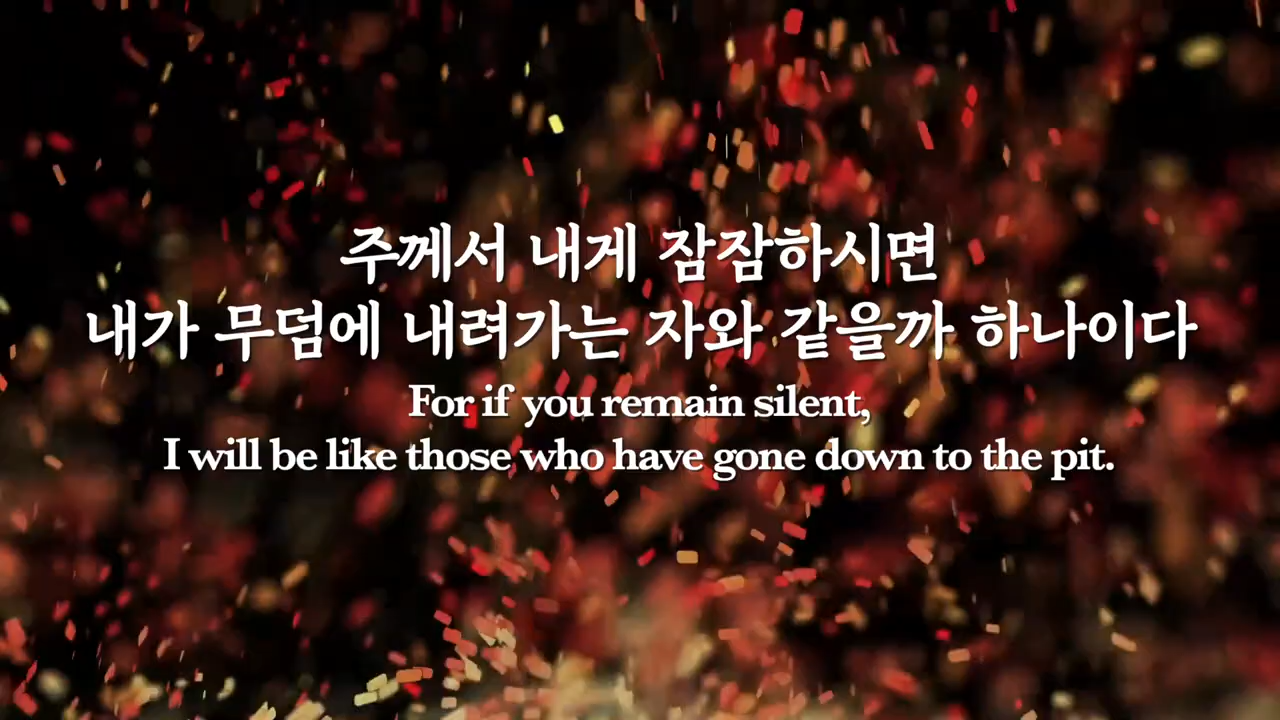 주께서 내게 잠잠하시면
내가 무덤에 내려가는 자와 같을까 하나이다
For if you remain silent,
I will be like those who have gone down to the pit.